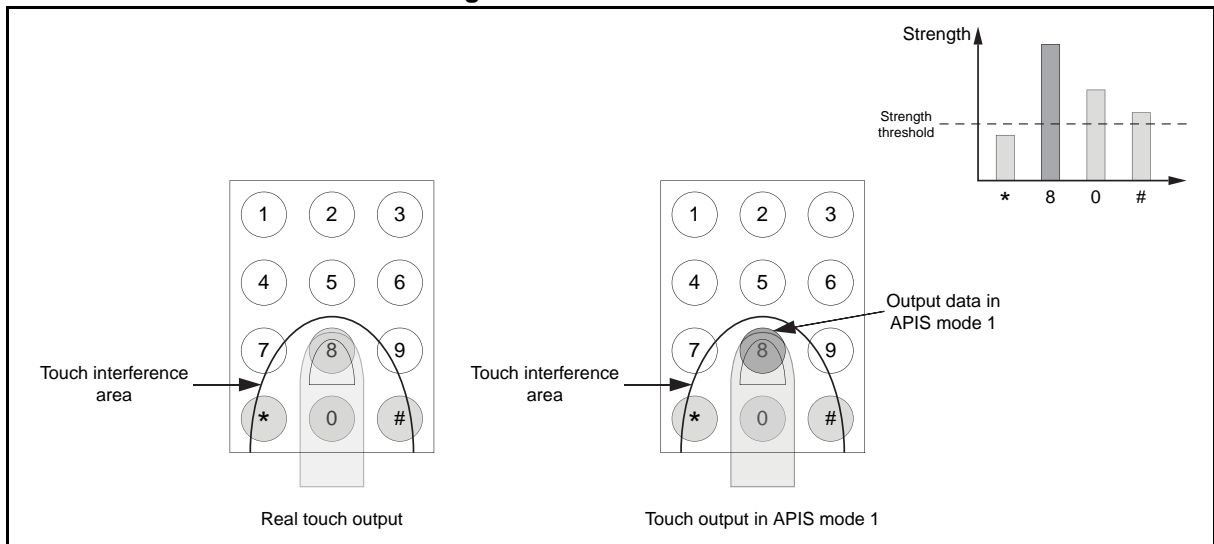 g
Strength
Strength
threshold
* 8 0 #
1 2 3
4 5 6
7 8 9
* 0 #
Touch interference
area
Real touch output
1 2 3
4 5 6
7 8 9
* 0 #
Touch interference
area
Output data in
APIS mode 1
Touch output in APIS mode 1